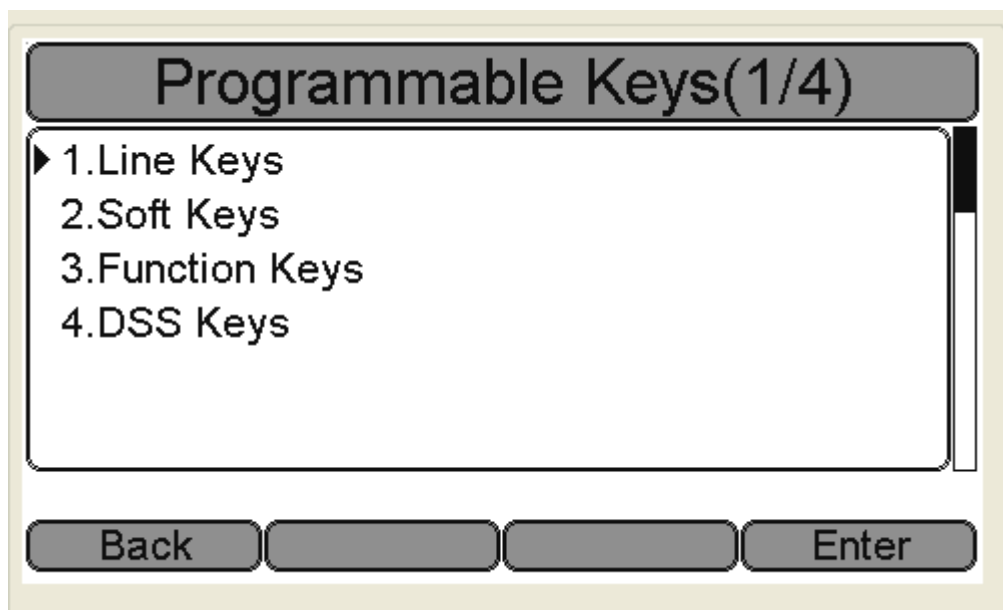 Programmable Keys(1/4)
1.Line Keys
2.Soft Keys
3.Function Keys
4.DSS Keys
Back Enter